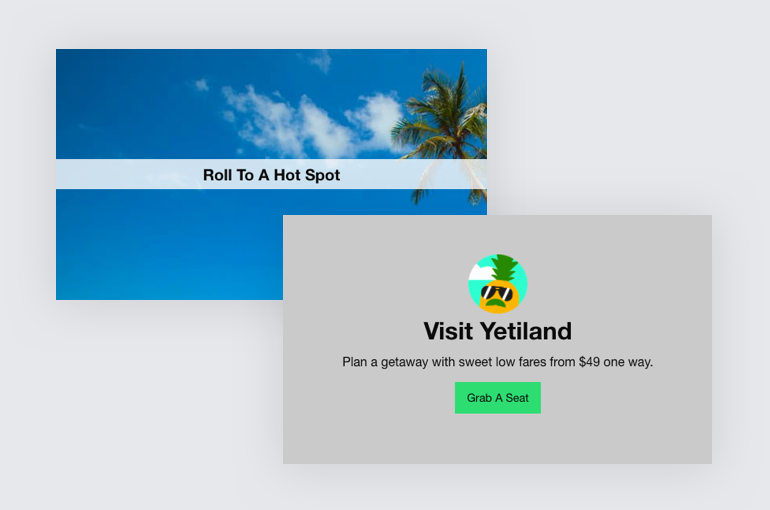 Roll To A Hot Spot
Visit Yetiland
Plan a getaway with sweet low fares from $49 one way.
Grab A Seat